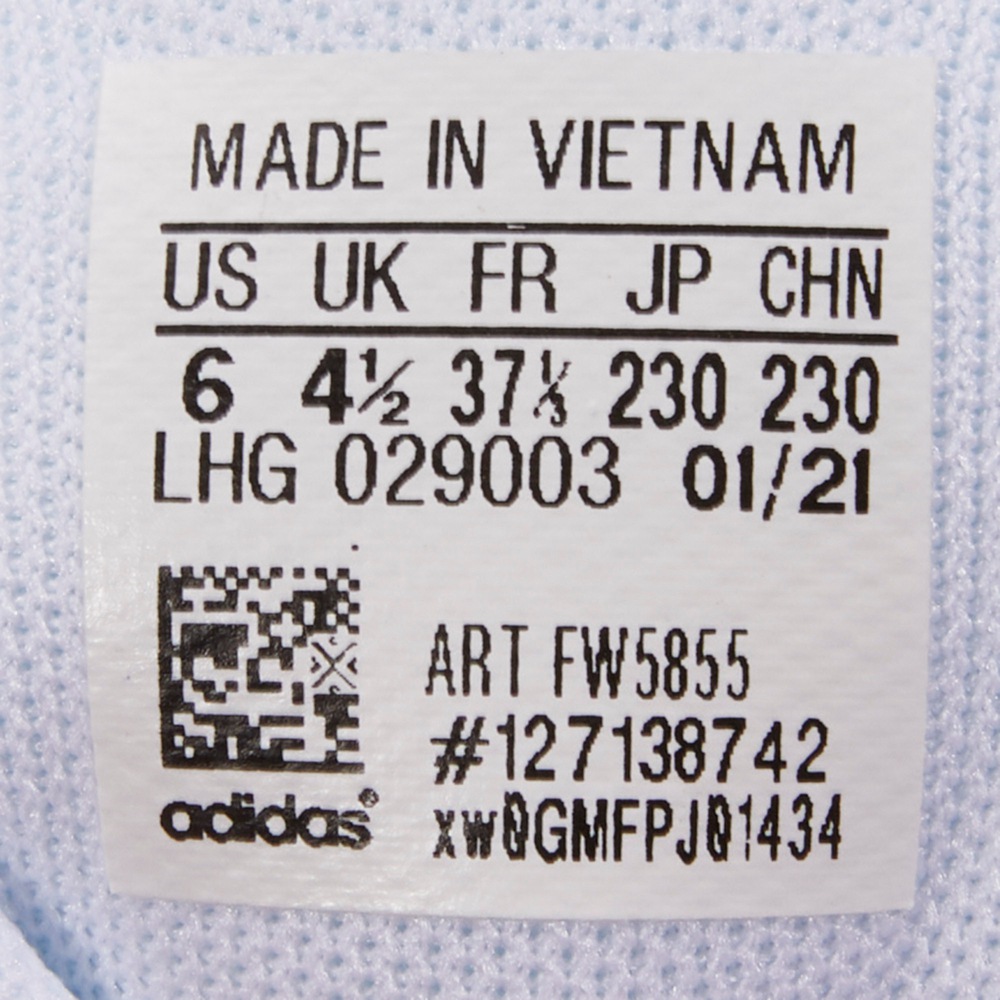 MADE IN VIETNAM
US UK FR JP CHN
6 4½ 37⅓ 230 230
LHG 029003 01/21
ART FW5855
#127138742
adidas®
xw0GMFPJ01434